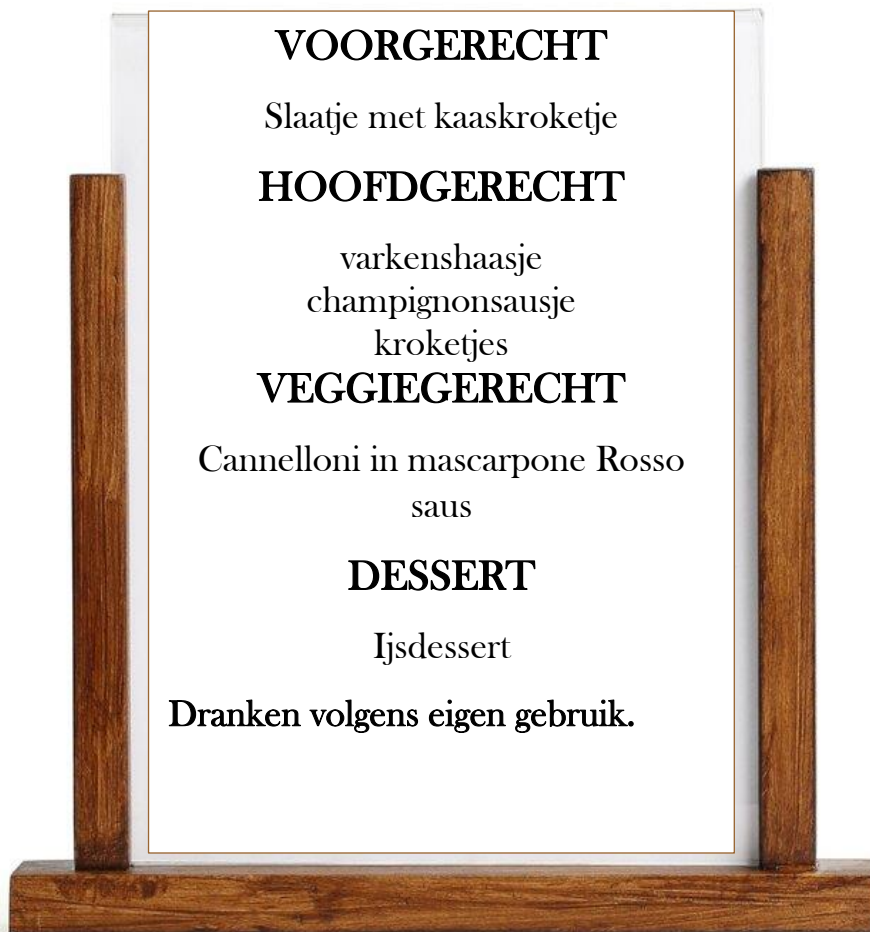 VOORGERECHT
Slaatje met kaaskroketje
HOOFDGERECHT
varkenshaasje
champignonsausje
kroketjes
VEGGIEGERECHT
Cannelloni in mascarpone Rosso
saus
DESSERT
Ijsdessert
Dranken volgens eigen gebruik.